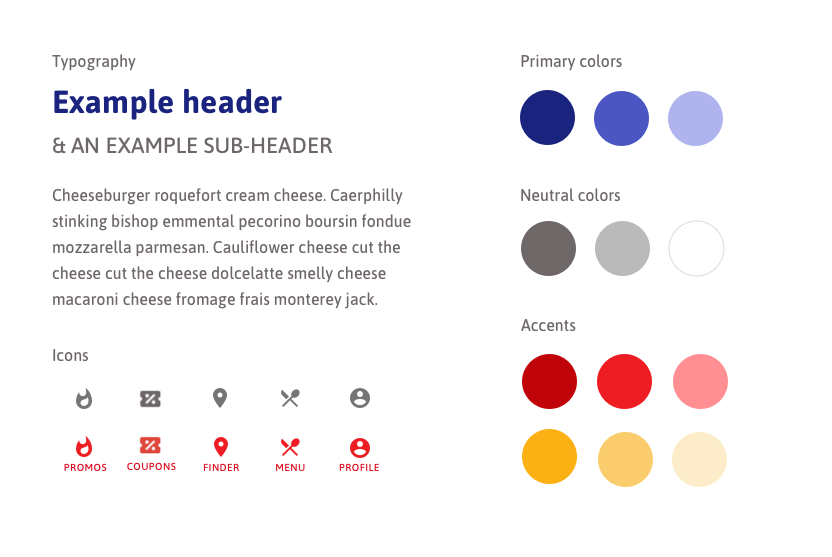 Typography
Example header
& AN EXAMPLE SUB-HEADER
Cheeseburger roquefort cream cheese. Caerphilly
stinking bishop emmental pecorino boursin fondue
mozzarella parmesan. Cauliflower cheese cut the
cheese cut the cheese dolcelatte smelly cheese
macaroni cheese fromage frais monterey jack.
Icons
PROMOS COUPONS FINDER MENU PROFILE
Primary colors
Neutral colors
Accents